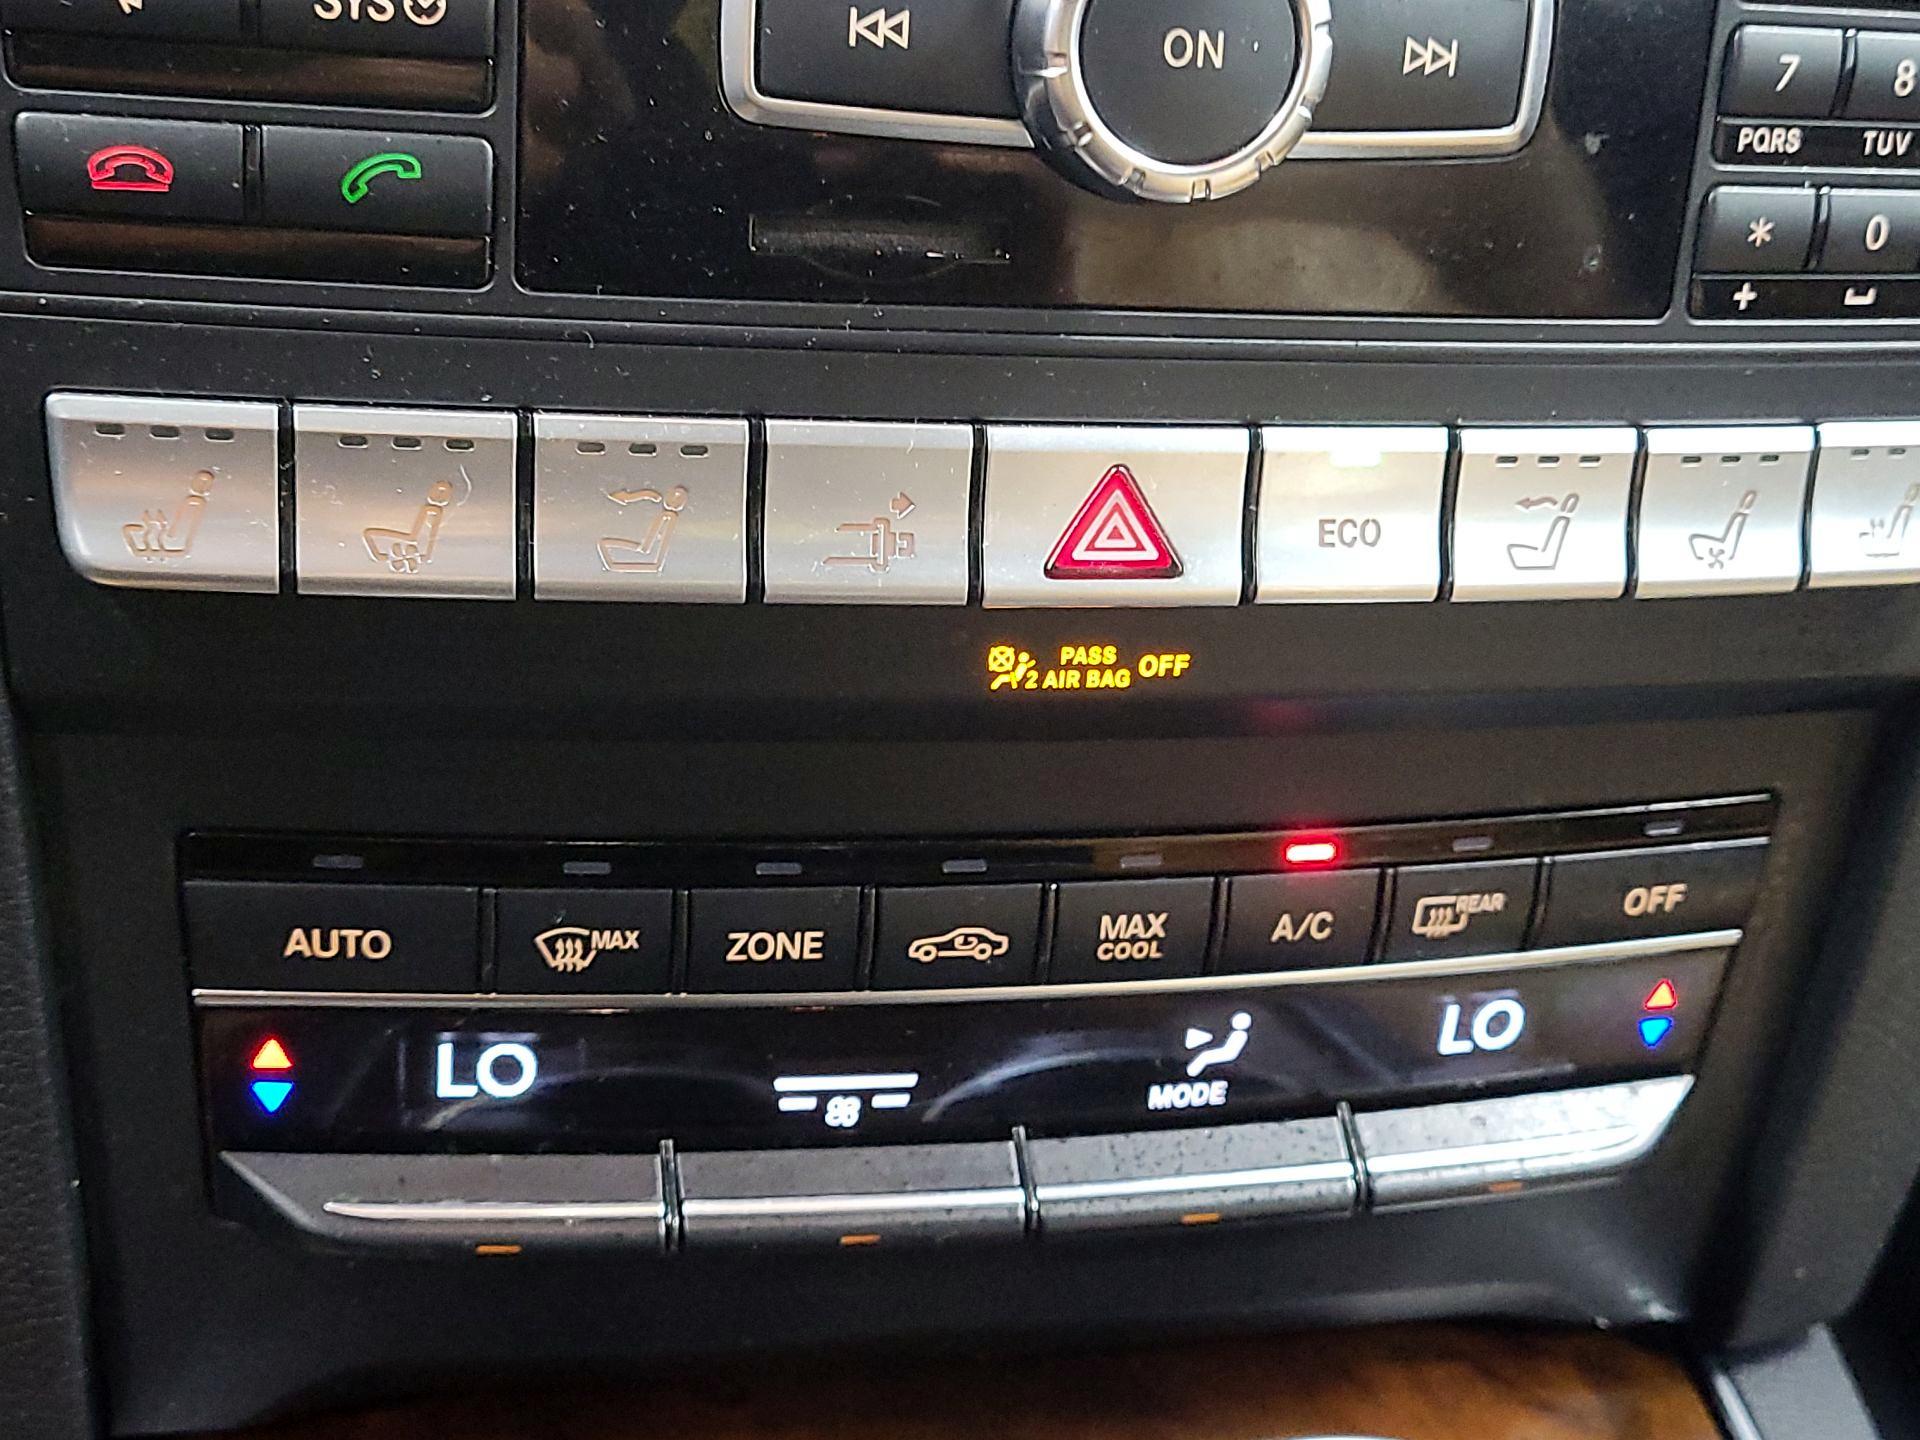 SYS
ON
7 8
PQRS TUV
* 0
+
ECO
PASS
2 AIR BAG OFF
AUTO
MAX
ZONE
MAX
COOL
A/C
REAR
OFF
LO
LO
MODE